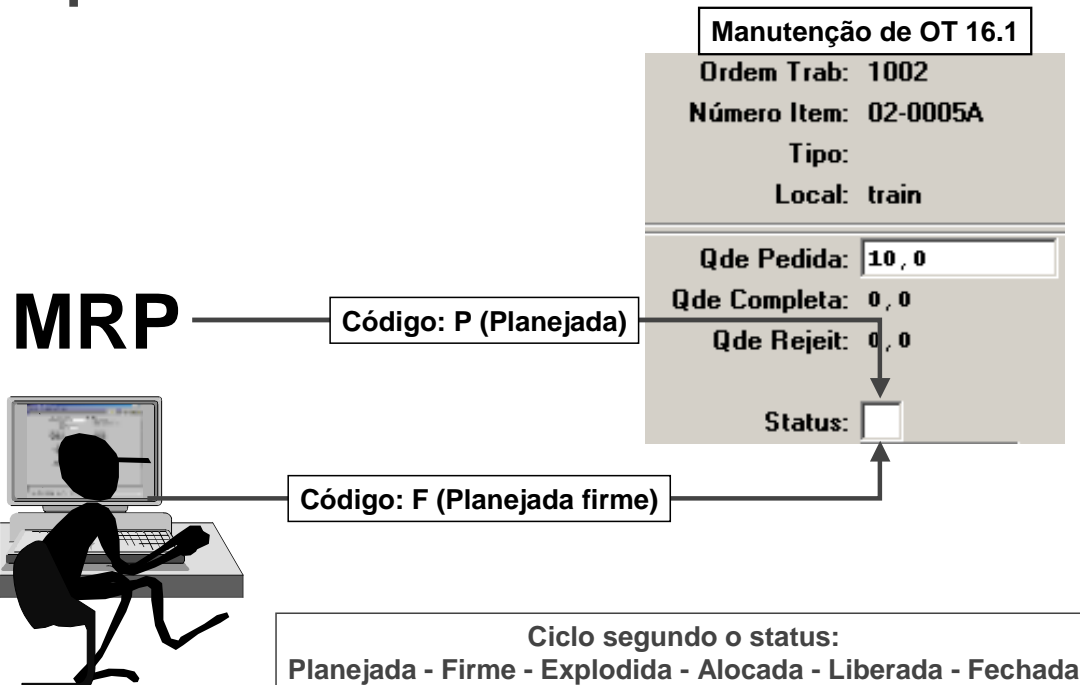 Manutenção de OT 16.1
Ordem Trab: 1002
Número Item: 02-0005A
Tipo:
Local: train
Qde Pedida: 10,0
Qde Completa: 0,0
Qde Rejeit: 0,0
Status:
MRP
Código: P (Planejada)
Código: F (Planejada firme)
Ciclo segundo o status:
Planejada - Firme - Explodida - Alocada - Liberada - Fechada